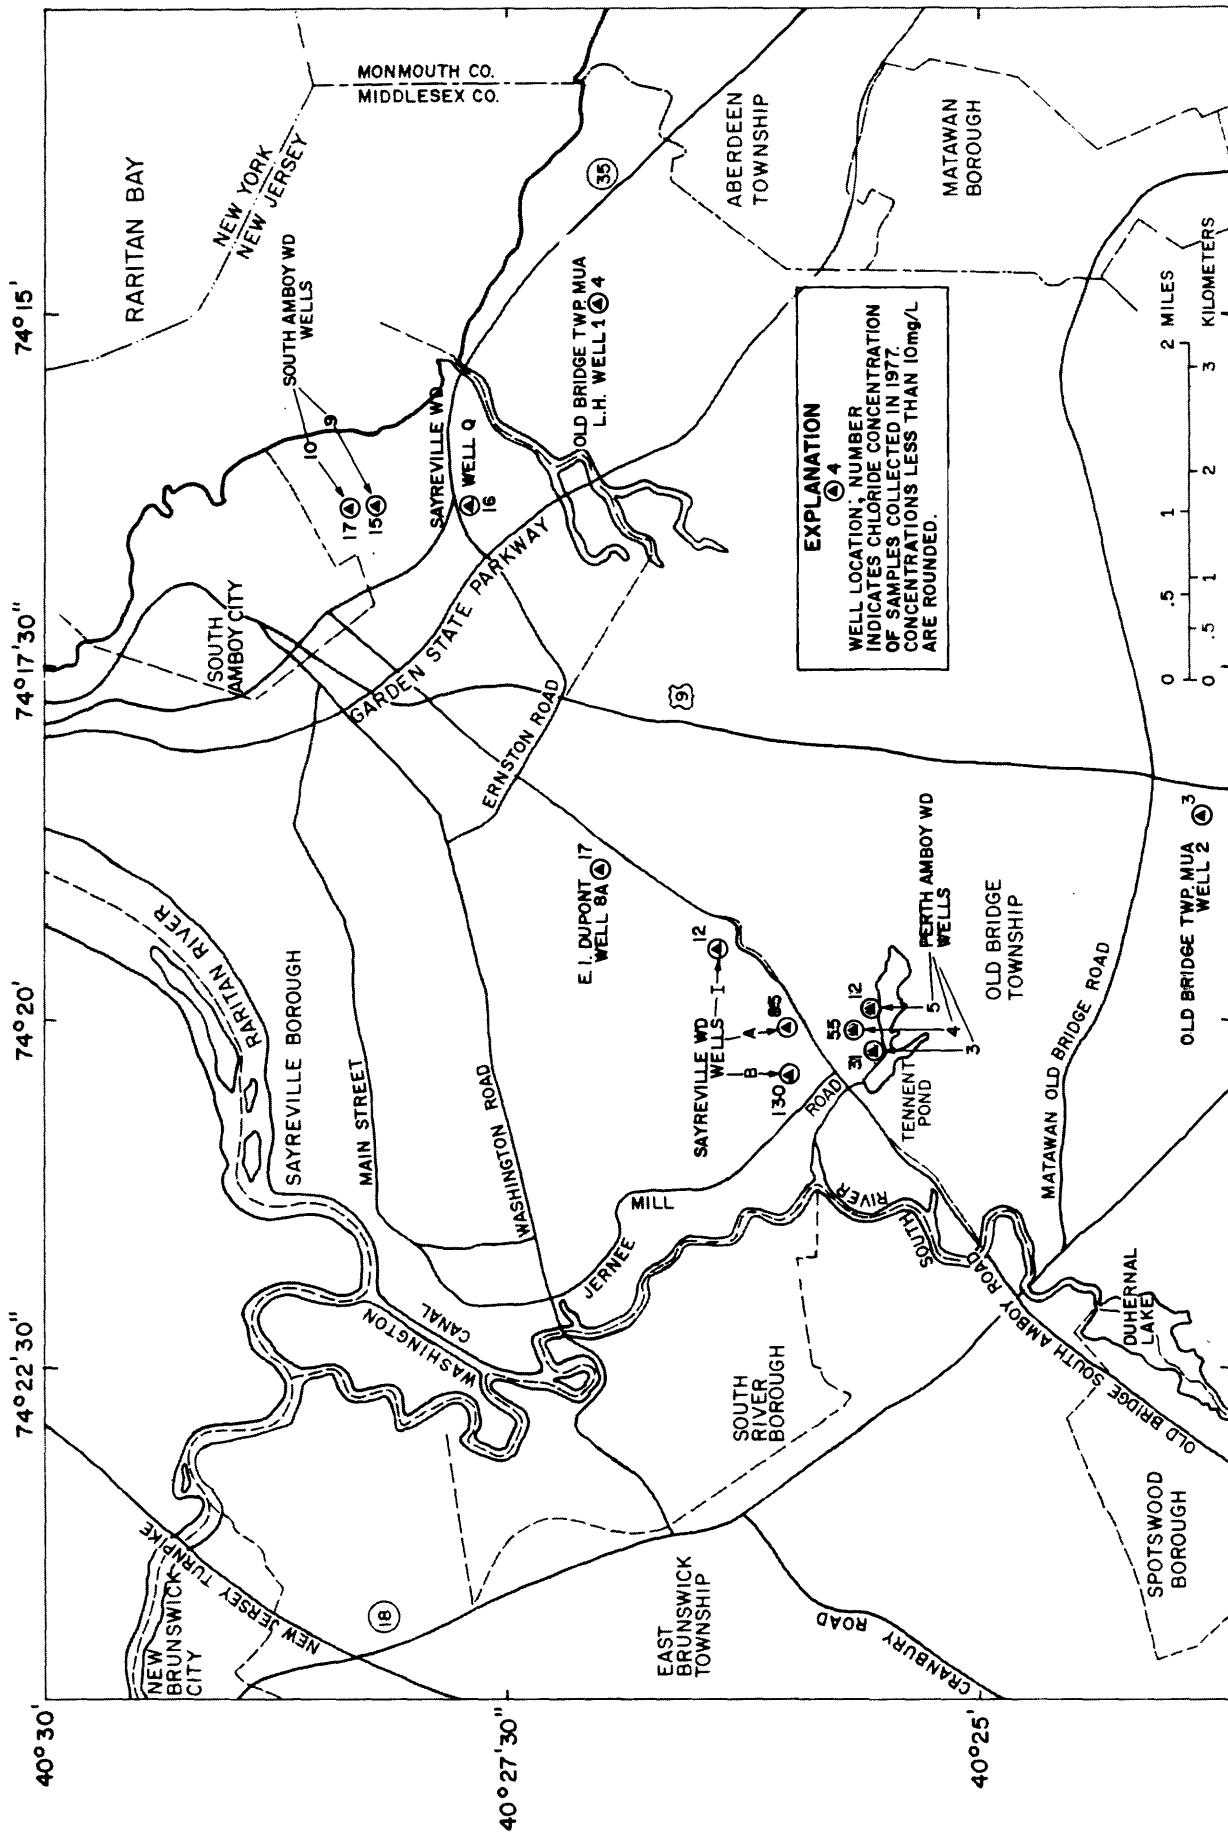 74°22'30"
74°20'
74°17'30"
74°15'
40°30'
40°27'30"
40°25'
NEW
BRUNSWICK
CITY
NEW JERSEY TURNPIKE
18
RARITAN RIVER
SAYREVILLE BOROUGH
MAIN STREET
WASHINGTON ROAD
WASHINGTON
CANAL
SOUTH
AMBOY CITY
GARDEN STATE PARKWAY
ERNSTON ROAD
RARITAN BAY
NEW YORK
NEW JERSEY
MONMOUTH CO.
MIDDLESEX CO.
SOUTH AMBOY WD
WELLS
10
9
17
15
SAYREVILLE WD
WELL Q
16
35
OLD BRIDGE TWP. MUA
L.H. WELL 1
4
ABERDEEN
TOWNSHIP
MATAWAN
BOROUGH
9
E. I. DUPONT
WELL 8A
17
SAYREVILLE WD
WELLS
I
A
B
12
85
130
JERNEE
MILL
ROAD
SOUTH
RIVER
SOUTH
RIVER
BOROUGH
EAST
BRUNSWICK
TOWNSHIP
CRANBURY
ROAD
SPOTSWOOD
BOROUGH
DUHERNAL
LAKE
OLD BRIDGE SOUTH AMBOY ROAD
TENNENT
POND
31
55
12
3
4
5
PERTH AMBOY WD
WELLS
OLD BRIDGE
TOWNSHIP
MATAWAN OLD BRIDGE ROAD
OLD BRIDGE TWP. MUA
WELL 2
3
EXPLANATION
4
WELL LOCATION; NUMBER
INDICATES CHLORIDE CONCENTRATION
OF SAMPLES COLLECTED IN 1977.
CONCENTRATIONS LESS THAN 10mg/L
ARE ROUNDED.
0 .5 1 2 MILES
0 .5 1 2 3 KILOMETERS